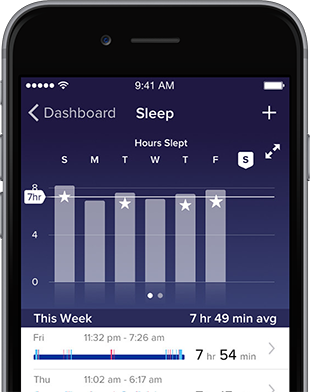 9:41 AM
Dashboard Sleep +
Hours Slept
S M T W T F S
8
7hr
4
0
This Week 7 hr 49 min avg
Fri 11:32 pm - 7:26 am
7 hr 54 min
Thu 11:02 am - 6:17 am